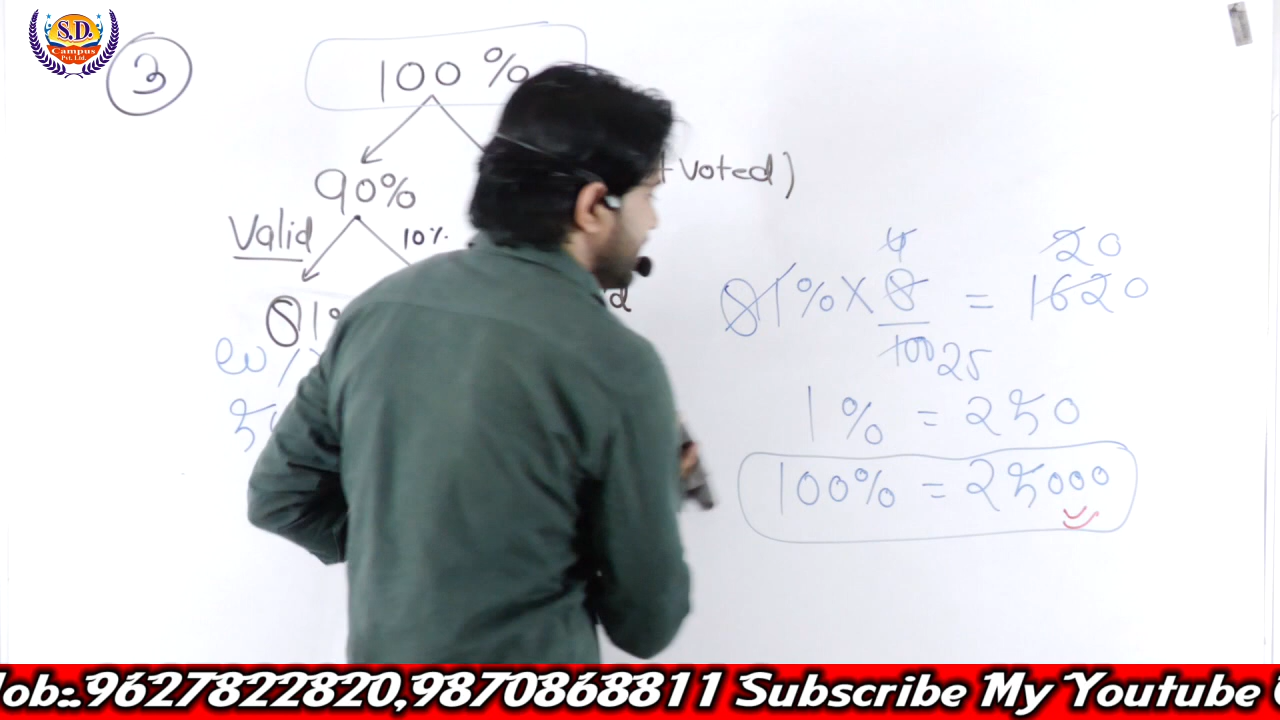 S.D.
Campus
Pvt. Ltd.
3
100%
90%
t voted)
Valid
10%
81%
d
81% × 8/100 = 1620
4
20
25
1% = 250
100% = 25000
Job:.9627822820,9870868811 Subscribe My Youtube